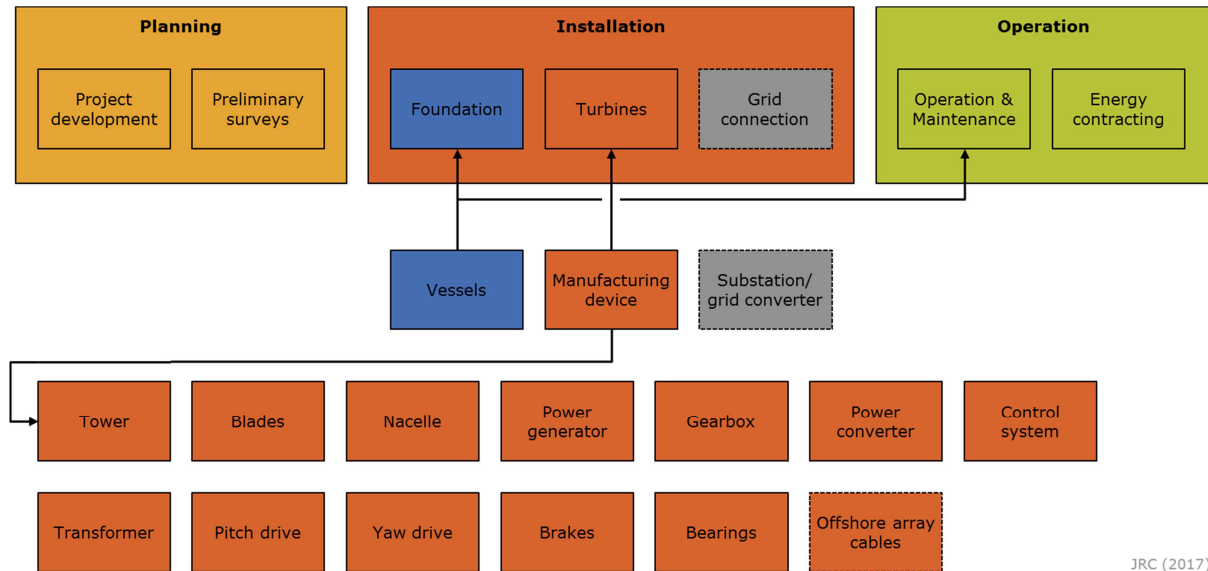 Planning
Installation
Operation
Project
development
Preliminary
surveys
Foundation
Turbines
Grid
connection
Operation &
Maintenance
Energy
contracting
Vessels
Manufacturing
device
Substation/
grid converter
Tower
Blades
Nacelle
Power
generator
Gearbox
Power
converter
Control
system
Transformer
Pitch drive
Yaw drive
Brakes
Bearings
Offshore array
cables
JRC (2017)